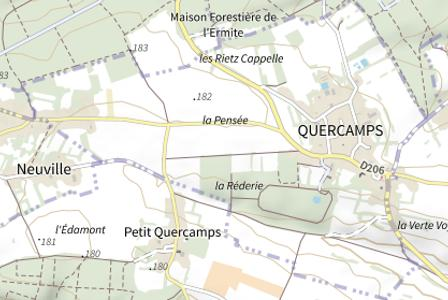 Maison Forestière de
l'Ermite
183
les Rietz Cappelle
83
182
la Pensée
QUERCAMPS
D206
Neuville
la Réderie
la Verte Vo
l'Édamont
Petit Quercamps
181
180
180